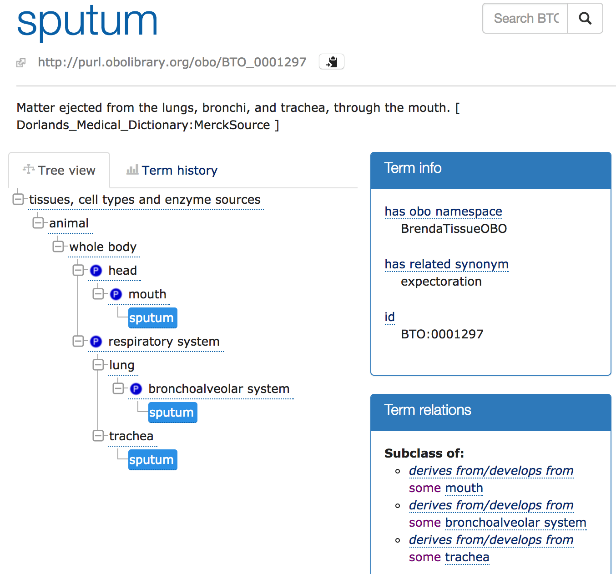 sputum
Search BTO
http://purl.obolibrary.org/obo/BTO_0001297
Matter ejected from the lungs, bronchi, and trachea, through the mouth. [
Dorlands_Medical_Dictionary:MerckSource ]
Tree view
Term history
tissues, cell types and enzyme sources
animal
whole body
P head
P mouth
sputum
P respiratory system
lung
P bronchoalveolar system
sputum
trachea
sputum
Term info
has obo namespace
BrendaTissueOBO
has related synonym
expectoration
id
BTO:0001297
Term relations
Subclass of:
derives from/develops from
some mouth
derives from/develops from
some bronchoalveolar system
derives from/develops from
some trachea